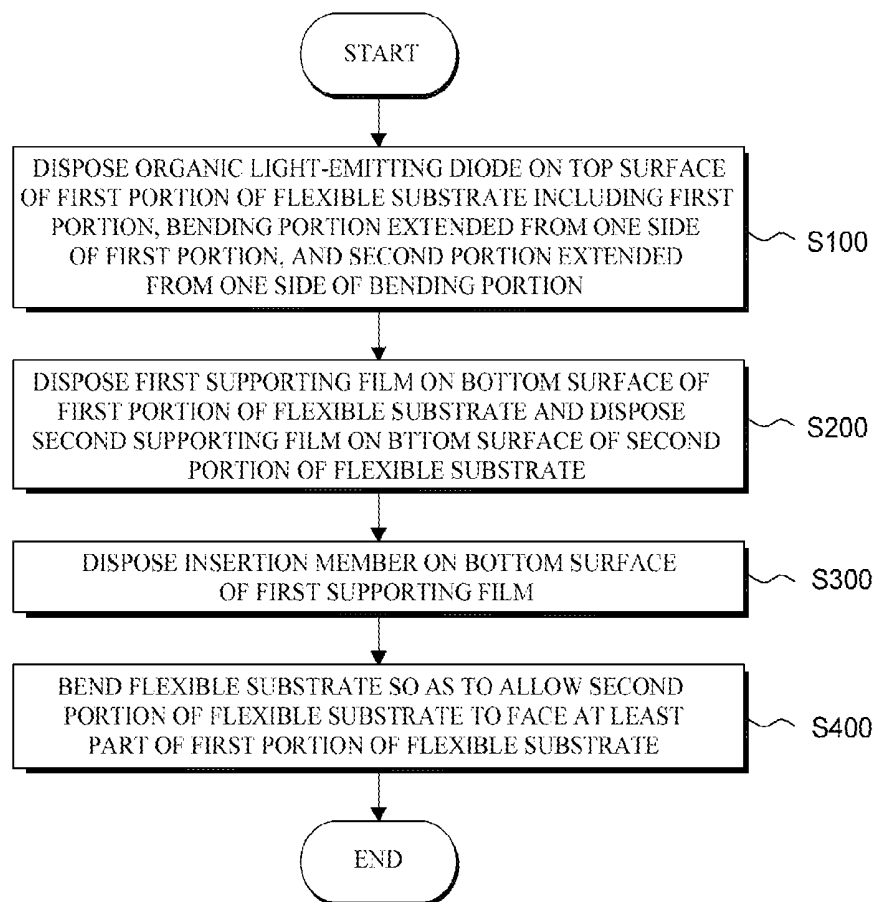 START
DISPOSE ORGANIC LIGHT-EMITTING DIODE ON TOP SURFACE
OF FIRST PORTION OF FLEXIBLE SUBSTRATE INCLUDING FIRST
PORTION, BENDING PORTION EXTENDED FROM ONE SIDE
OF FIRST PORTION, AND SECOND PORTION EXTENDED
FROM ONE SIDE OF BENDING PORTION
S100
DISPOSE FIRST SUPPORTING FILM ON BOTTOM SURFACE OF
FIRST PORTION OF FLEXIBLE SUBSTRATE AND DISPOSE
SECOND SUPPORTING FILM ON BTTOM SURFACE OF SECOND
PORTION OF FLEXIBLE SUBSTRATE
S200
DISPOSE INSERTION MEMBER ON BOTTOM SURFACE
OF FIRST SUPPORTING FILM
S300
BEND FLEXIBLE SUBSTRATE SO AS TO ALLOW SECOND
PORTION OF FLEXIBLE SUBSTRATE TO FACE AT LEAST
PART OF FIRST PORTION OF FLEXIBLE SUBSTRATE
S400
END